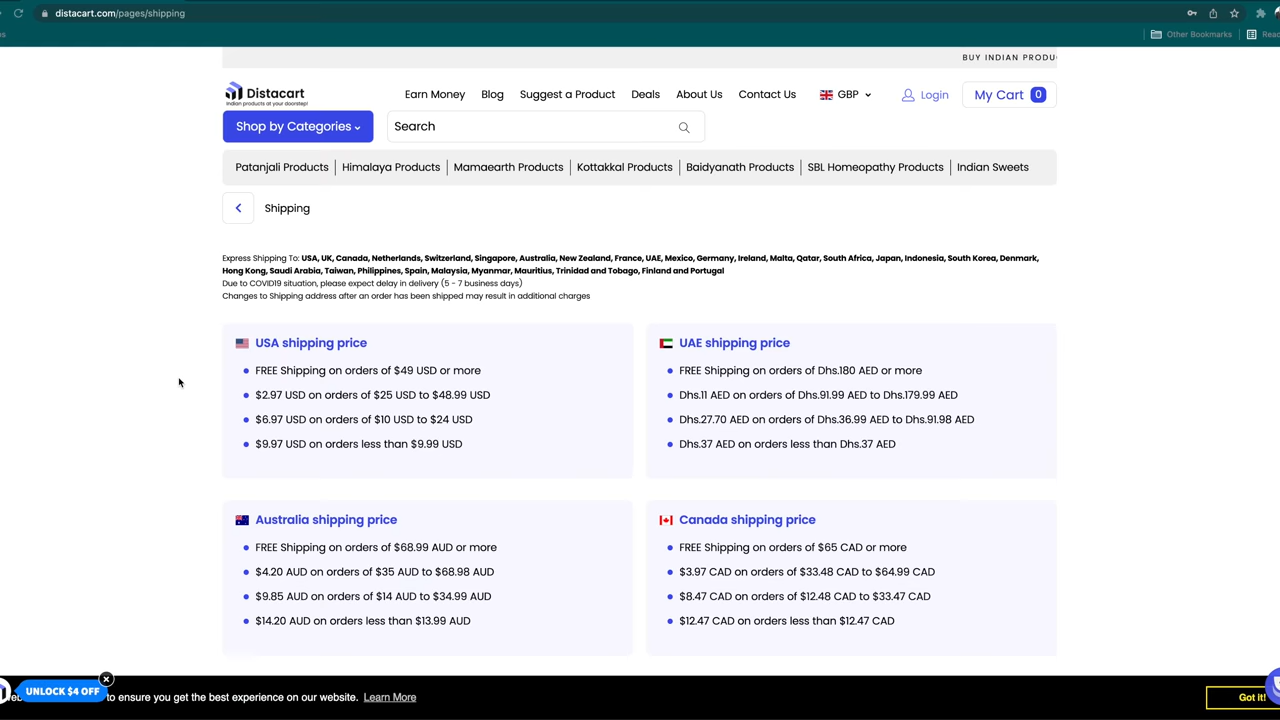 distacart.com/pages/shipping
Other Bookmarks
BUY INDIAN PRODU
Distacart
Indian products at your doorstep!
Earn Money Blog Suggest a Product Deals About Us Contact Us GBP Login My Cart 0
Shop by Categories Search
Patanjali Products Himalaya Products Mamaearth Products Kottakkal Products Baidyanath Products SBL Homeopathy Products Indian Sweets
Shipping
Express Shipping To: USA, UK, Canada, Netherlands, Switzerland, Singapore, Australia, New Zealand, France, UAE, Mexico, Germany, Ireland, Malta, Qatar, South Africa, Japan, Indonesia, South Korea, Denmark,
Hong Kong, Saudi Arabia, Taiwan, Philippines, Spain, Malaysia, Myanmar, Mauritius, Trinidad and Tobago, Finland and Portugal
Due to COVID19 situation, please expect delay in delivery (5 - 7 business days)
Changes to Shipping address after an order has been shipped may result in additional charges
USA shipping price
FREE Shipping on orders of $49 USD or more
$2.97 USD on orders of $25 USD to $48.99 USD
$6.97 USD on orders of $10 USD to $24 USD
$9.97 USD on orders less than $9.99 USD
UAE shipping price
FREE Shipping on orders of Dhs.180 AED or more
Dhs.11 AED on orders of Dhs.91.99 AED to Dhs.179.99 AED
Dhs.27.70 AED on orders of Dhs.36.99 AED to Dhs.91.98 AED
Dhs.37 AED on orders less than Dhs.37 AED
Australia shipping price
FREE Shipping on orders of $68.99 AUD or more
$4.20 AUD on orders of $35 AUD to $68.98 AUD
$9.85 AUD on orders of $14 AUD to $34.99 AUD
$14.20 AUD on orders less than $13.99 AUD
Canada shipping price
FREE Shipping on orders of $65 CAD or more
$3.97 CAD on orders of $33.48 CAD to $64.99 CAD
$8.47 CAD on orders of $12.48 CAD to $33.47 CAD
$12.47 CAD on orders less than $12.47 CAD
UNLOCK $4 OFF
to ensure you get the best experience on our website. Learn More
Got it!